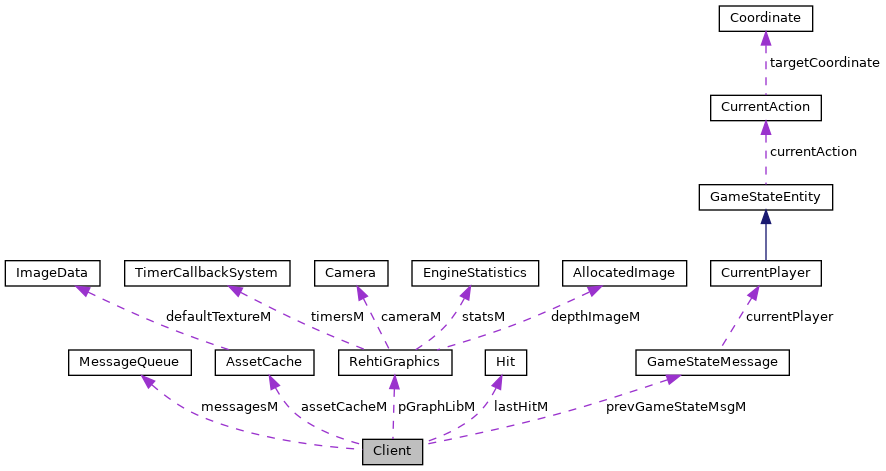 Coordinate
targetCoordinate
CurrentAction
currentAction
GameStateEntity
ImageData
TimerCallbackSystem
Camera
EngineStatistics
AllocatedImage
CurrentPlayer
defaultTextureM
timersM
cameraM
statsM
depthImageM
currentPlayer
MessageQueue
AssetCache
RehtiGraphics
Hit
GameStateMessage
messagesM
assetCacheM
pGraphLibM
lastHitM
prevGameStateMsgM
Client